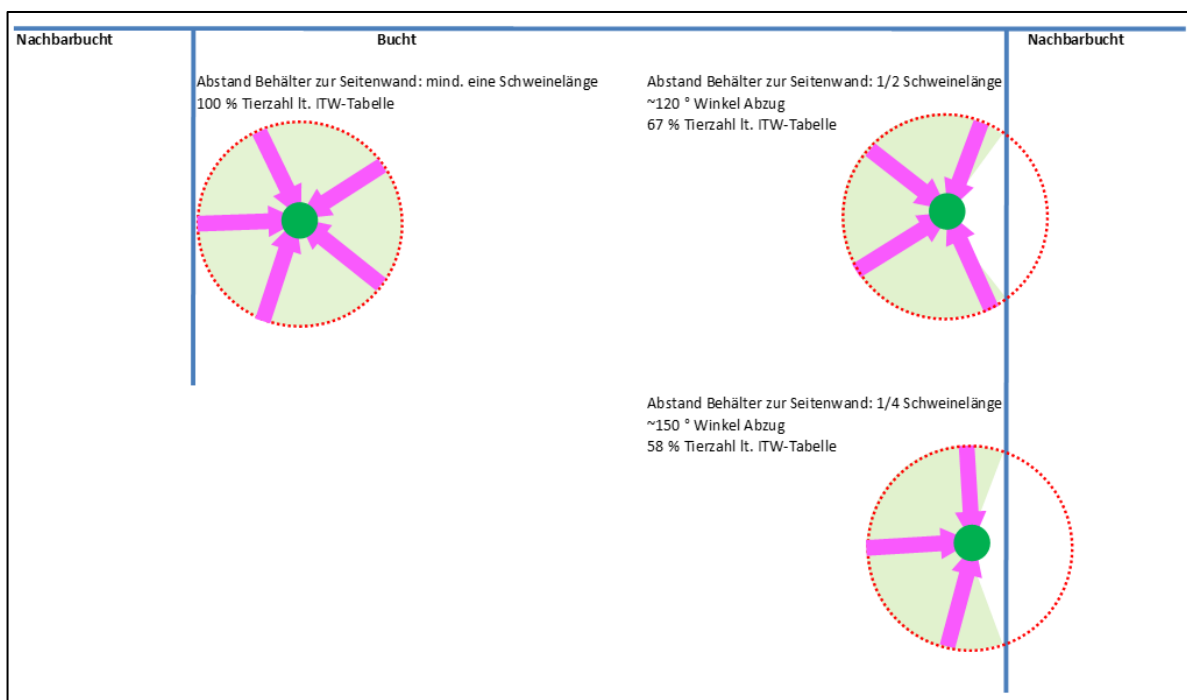 Nachbarbucht
Bucht
Nachbarbucht
Abstand Behälter zur Seitenwand: mind. eine Schweinelänge
100 % Tierzahl lt. ITW-Tabelle
Abstand Behälter zur Seitenwand: 1/2 Schweinelänge
~120 ° Winkel Abzug
67 % Tierzahl lt. ITW-Tabelle
Abstand Behälter zur Seitenwand: 1/4 Schweinelänge
~150 ° Winkel Abzug
58 % Tierzahl lt. ITW-Tabelle